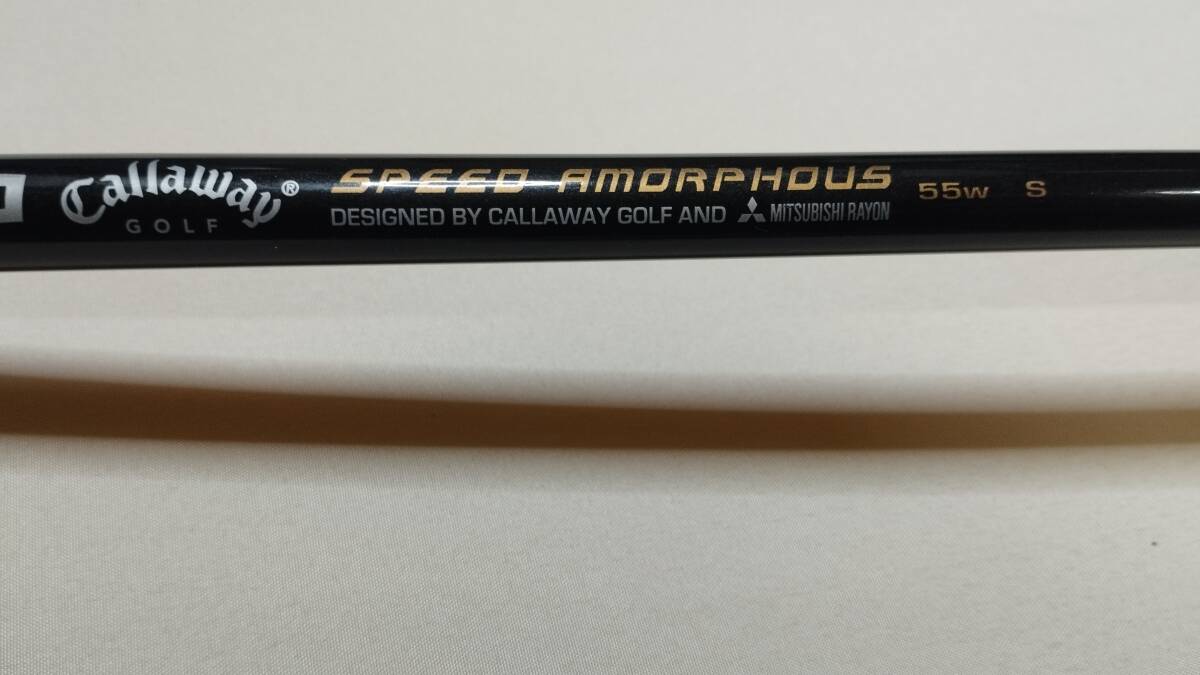 Callaway®
GOLF
SPEED AMORPHOUS 55w S
DESIGNED BY CALLAWAY GOLF AND MITSUBISHI RAYON